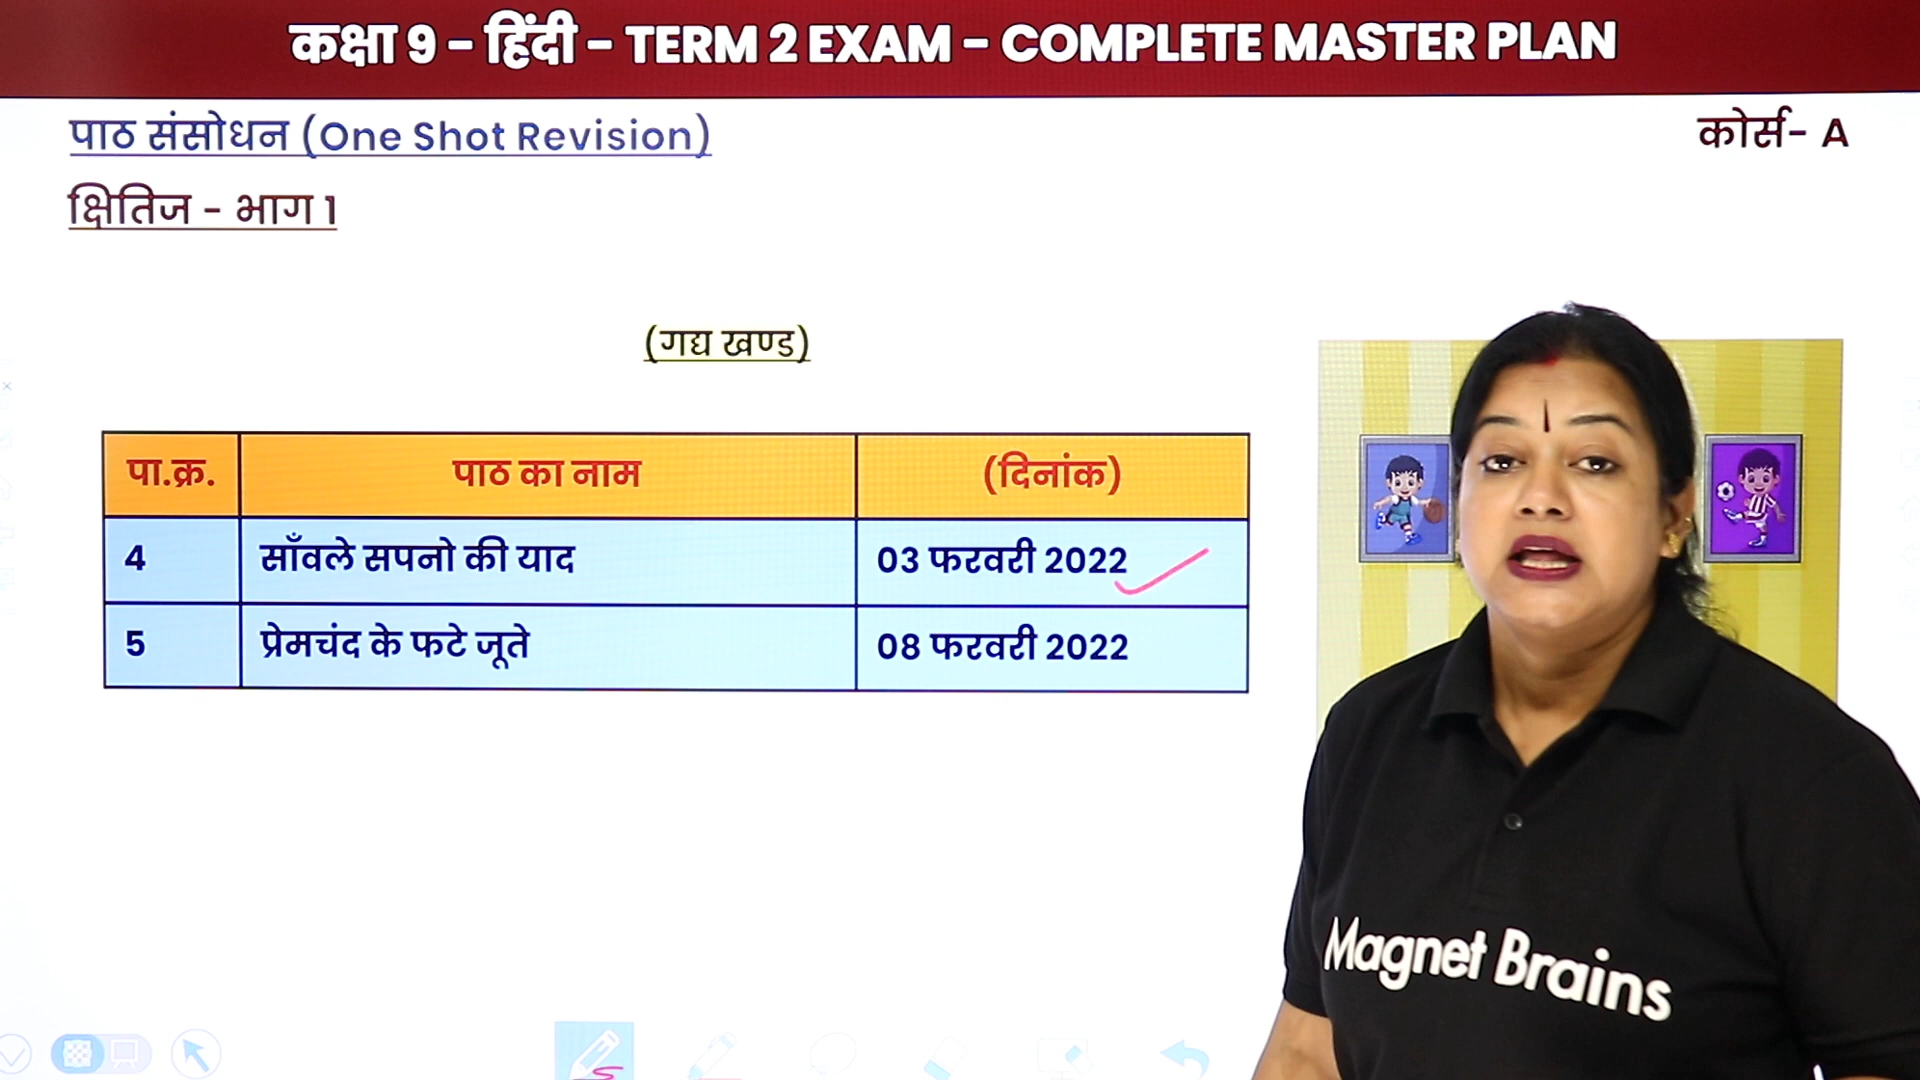 कक्षा 9 - हिंदी - TERM 2 EXAM - COMPLETE MASTER PLAN
पाठ संसोधन (One Shot Revision)
कोर्स- A
क्षितिज - भाग 1
(गद्य खण्ड)
पा.क्र. पाठ का नाम (दिनांक)
4 साँवले सपनो की याद 03 फरवरी 2022
5 प्रेमचंद के फटे जूते 08 फरवरी 2022
Magnet Brains